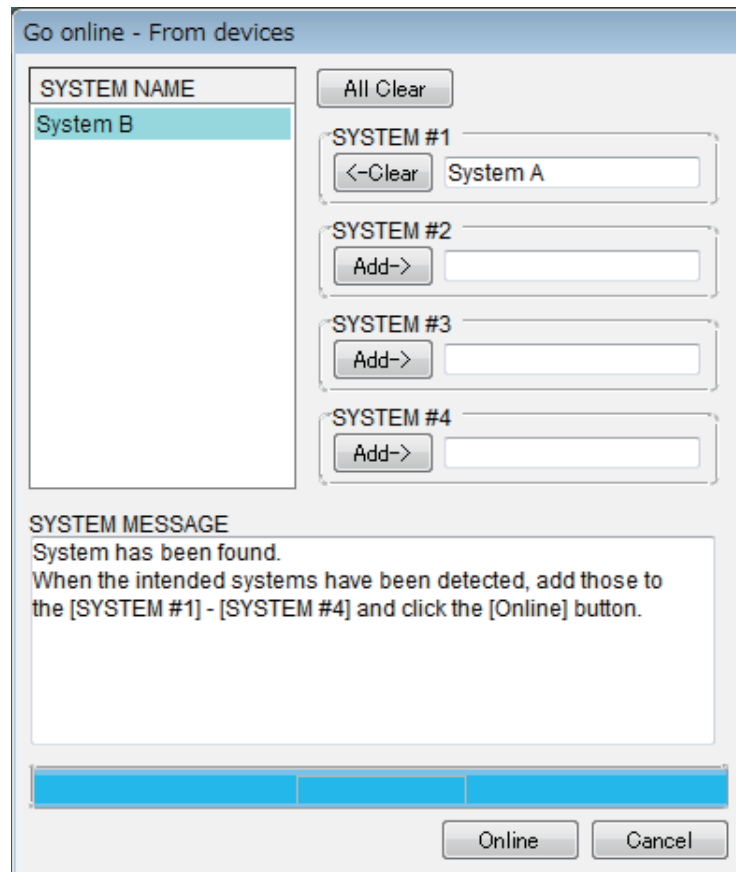 Go online - From devices
SYSTEM NAME
System B
All Clear
SYSTEM #1
<-Clear System A
SYSTEM #2
Add->
SYSTEM #3
Add->
SYSTEM #4
Add->
SYSTEM MESSAGE
System has been found.
When the intended systems have been detected, add those to
the [SYSTEM #1] - [SYSTEM #4] and click the [Online] button.
Online Cancel